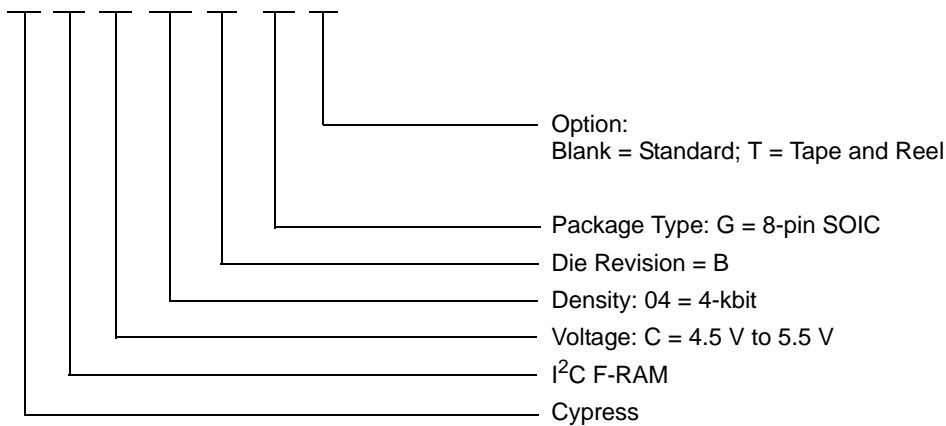 Option:
Blank = Standard; T = Tape and Reel
Package Type: G = 8-pin SOIC
Die Revision = B
Density: 04 = 4-kbit
Voltage: C = 4.5 V to 5.5 V
I²C F-RAM
Cypress